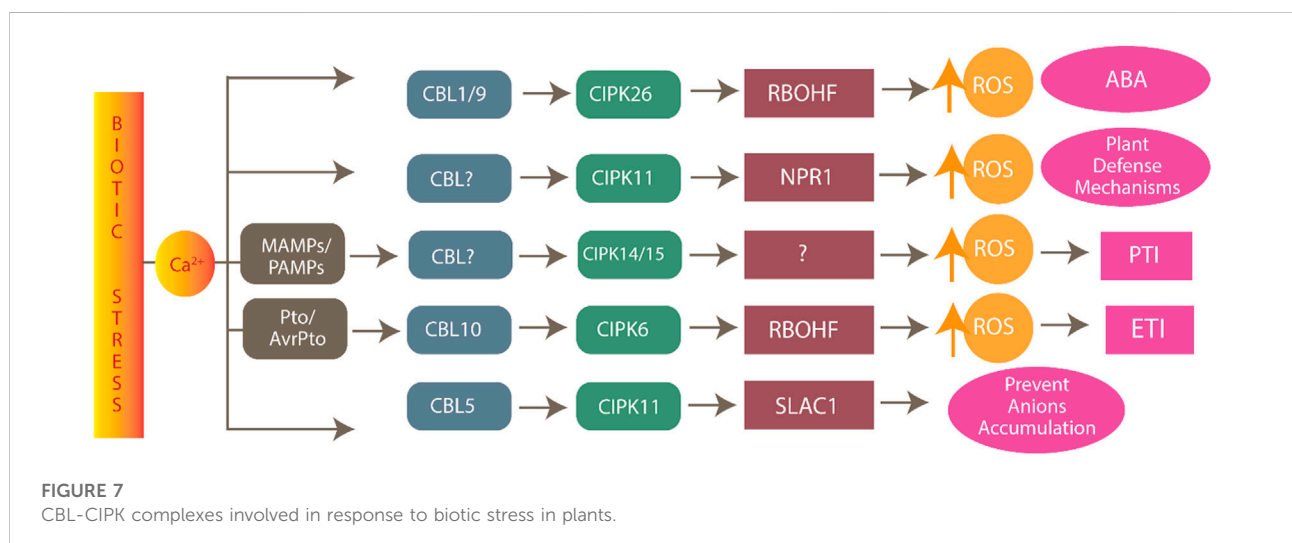 BIOTIC STRESS
Ca²⁺
CBL1/9
CIPK26
RBOHF
ROS
ABA
CBL?
CIPK11
NPR1
ROS
Plant
Defense
Mechanisms
MAMPs/
PAMPs
CBL?
CIPK14/15
?
ROS
PTI
Pto/
AvrPto
CBL10
CIPK6
RBOHF
ROS
ETI
CBL5
CIPK11
SLAC1
Prevent
Anions
Accumulation
FIGURE 7
CBL-CIPK complexes involved in response to biotic stress in plants.